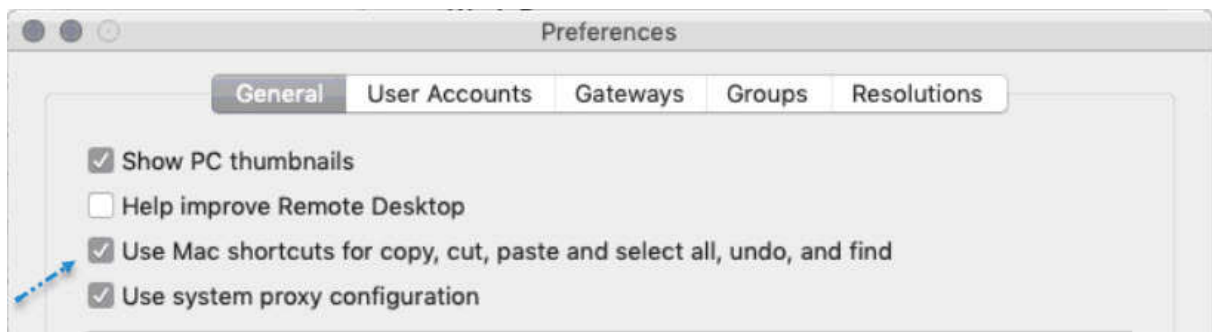 Preferences
General User Accounts Gateways Groups Resolutions
Show PC thumbnails
Help improve Remote Desktop
Use Mac shortcuts for copy, cut, paste and select all, undo, and find
Use system proxy configuration